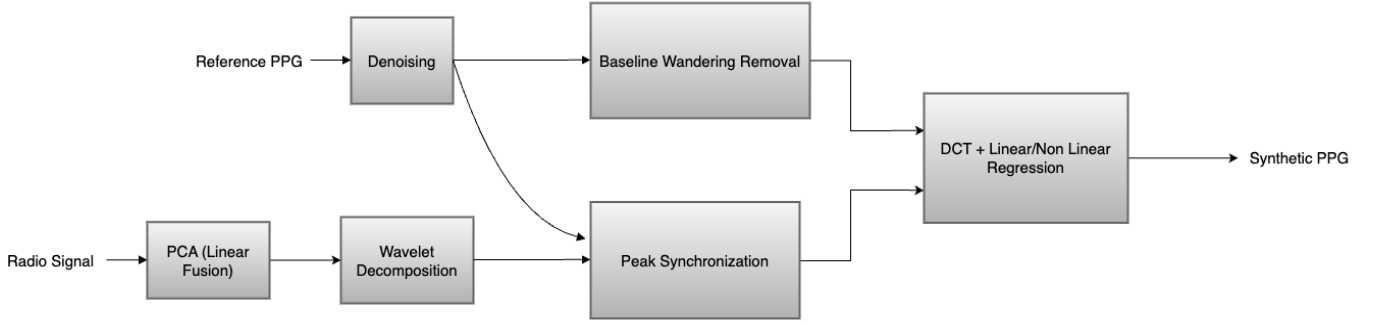 Reference PPG
Denoising
Baseline Wandering Removal
DCT + Linear/Non Linear
Regression
Synthetic PPG
Radio Signal
PCA (Linear
Fusion)
Wavelet
Decomposition
Peak Synchronization